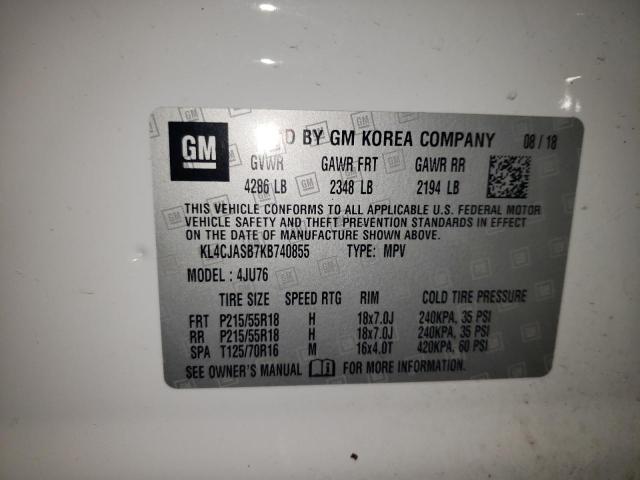 GM
D BY GM KOREA COMPANY 08/18
GVWR GAWR FRT GAWR RR
4286 LB 2348 LB 2194 LB
THIS VEHICLE CONFORMS TO ALL APPLICABLE U.S. FEDERAL MOTOR
VEHICLE SAFETY AND THEFT PREVENTION STANDARDS IN EFFECT
ON THE DATE OF MANUFACTURE SHOWN ABOVE.
KL4CJASB7KB740855 TYPE: MPV
MODEL: 4JU76
TIRE SIZE SPEED RTG RIM COLD TIRE PRESSURE
FRT P215/55R18 H 18x7.0J 240KPA, 35 PSI
RR P215/55R18 H 18x7.0J 240KPA, 35 PSI
SPA T125/70R16 M 16x4.0T 420KPA, 60 PSI
SEE OWNER'S MANUAL FOR MORE INFORMATION.